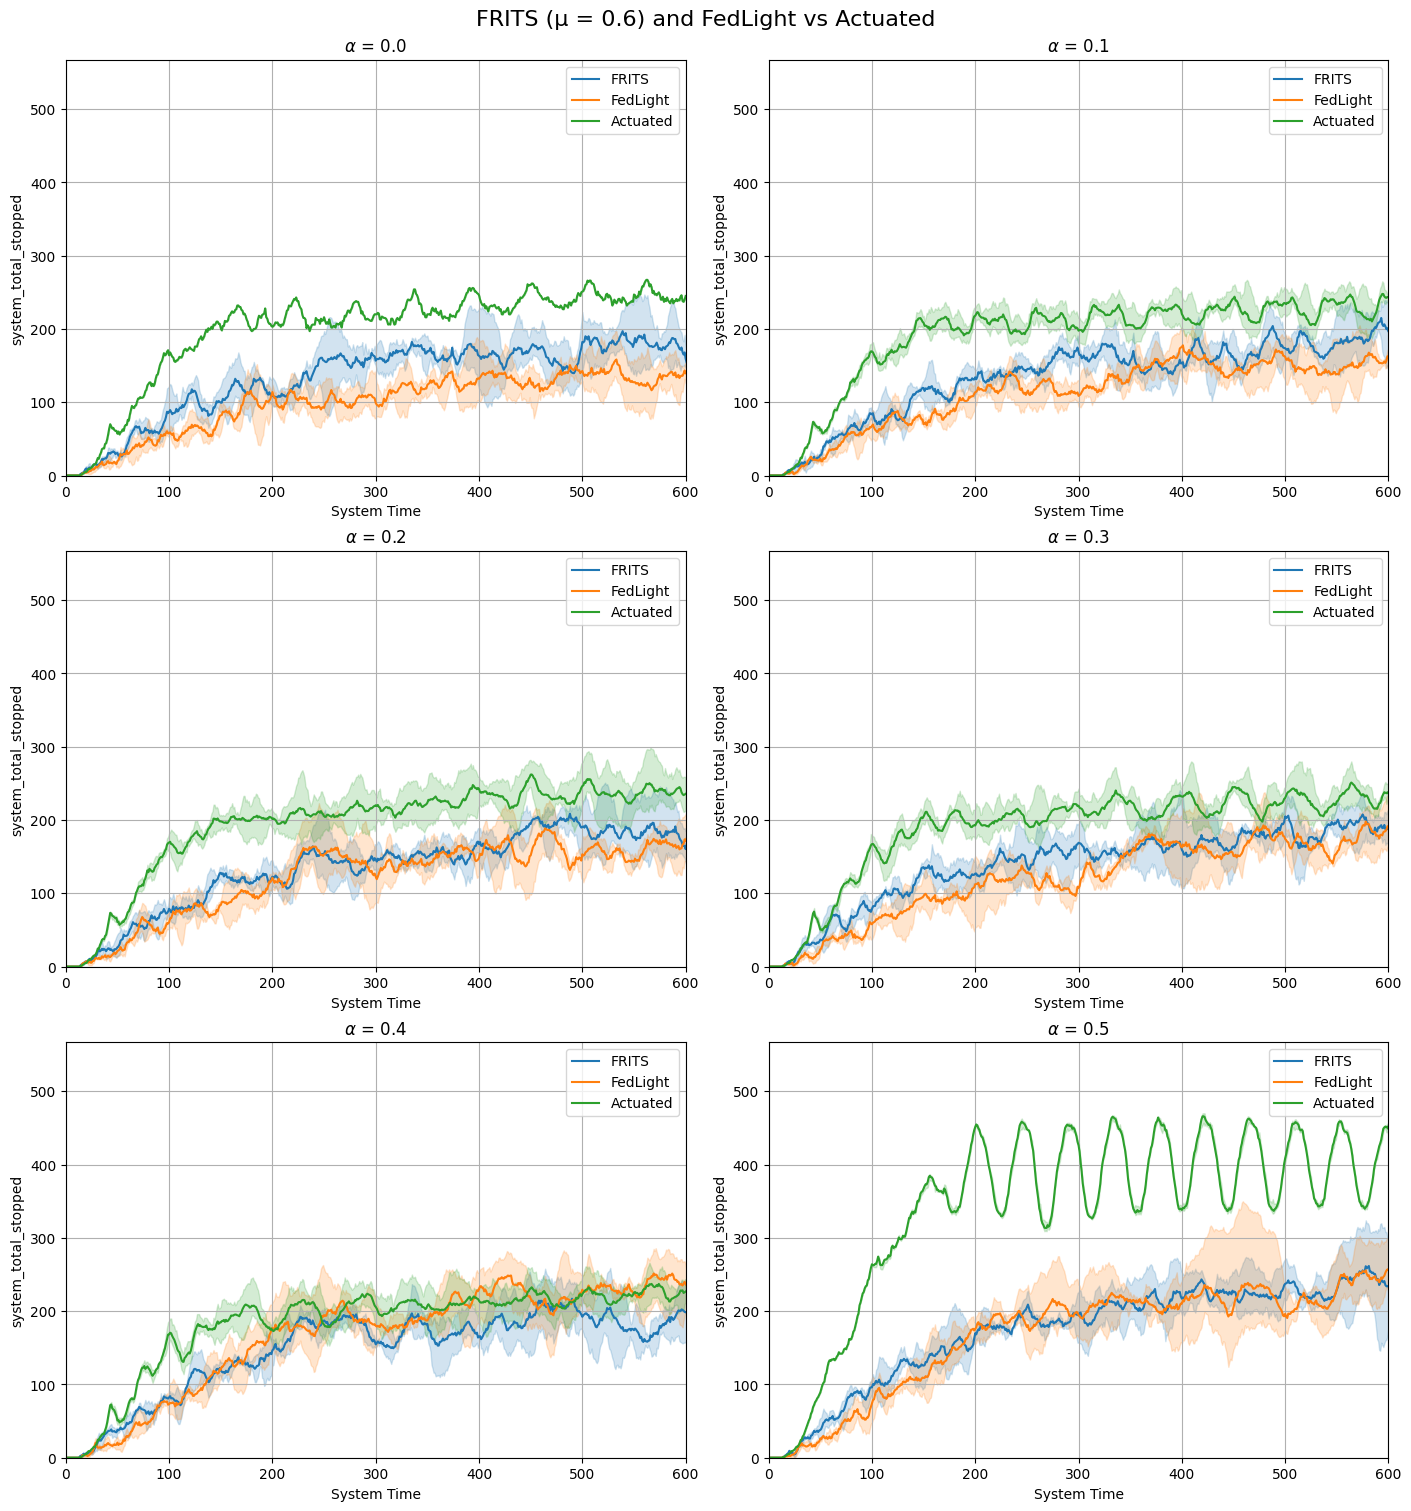 FRITS (μ = 0.6) and FedLight vs Actuated
α = 0.0
FRITS
FedLight
Actuated
system_total_stopped
500
400
300
200
100
0
0 100 200 300 400 500 600
System Time
α = 0.1
FRITS
FedLight
Actuated
system_total_stopped
500
400
300
200
100
0
0 100 200 300 400 500 600
System Time
α = 0.2
FRITS
FedLight
Actuated
system_total_stopped
500
400
300
200
100
0
0 100 200 300 400 500 600
System Time
α = 0.3
FRITS
FedLight
Actuated
system_total_stopped
500
400
300
200
100
0
0 100 200 300 400 500 600
System Time
α = 0.4
FRITS
FedLight
Actuated
system_total_stopped
500
400
300
200
100
0
0 100 200 300 400 500 600
System Time
α = 0.5
FRITS
FedLight
Actuated
system_total_stopped
500
400
300
200
100
0
0 100 200 300 400 500 600
System Time